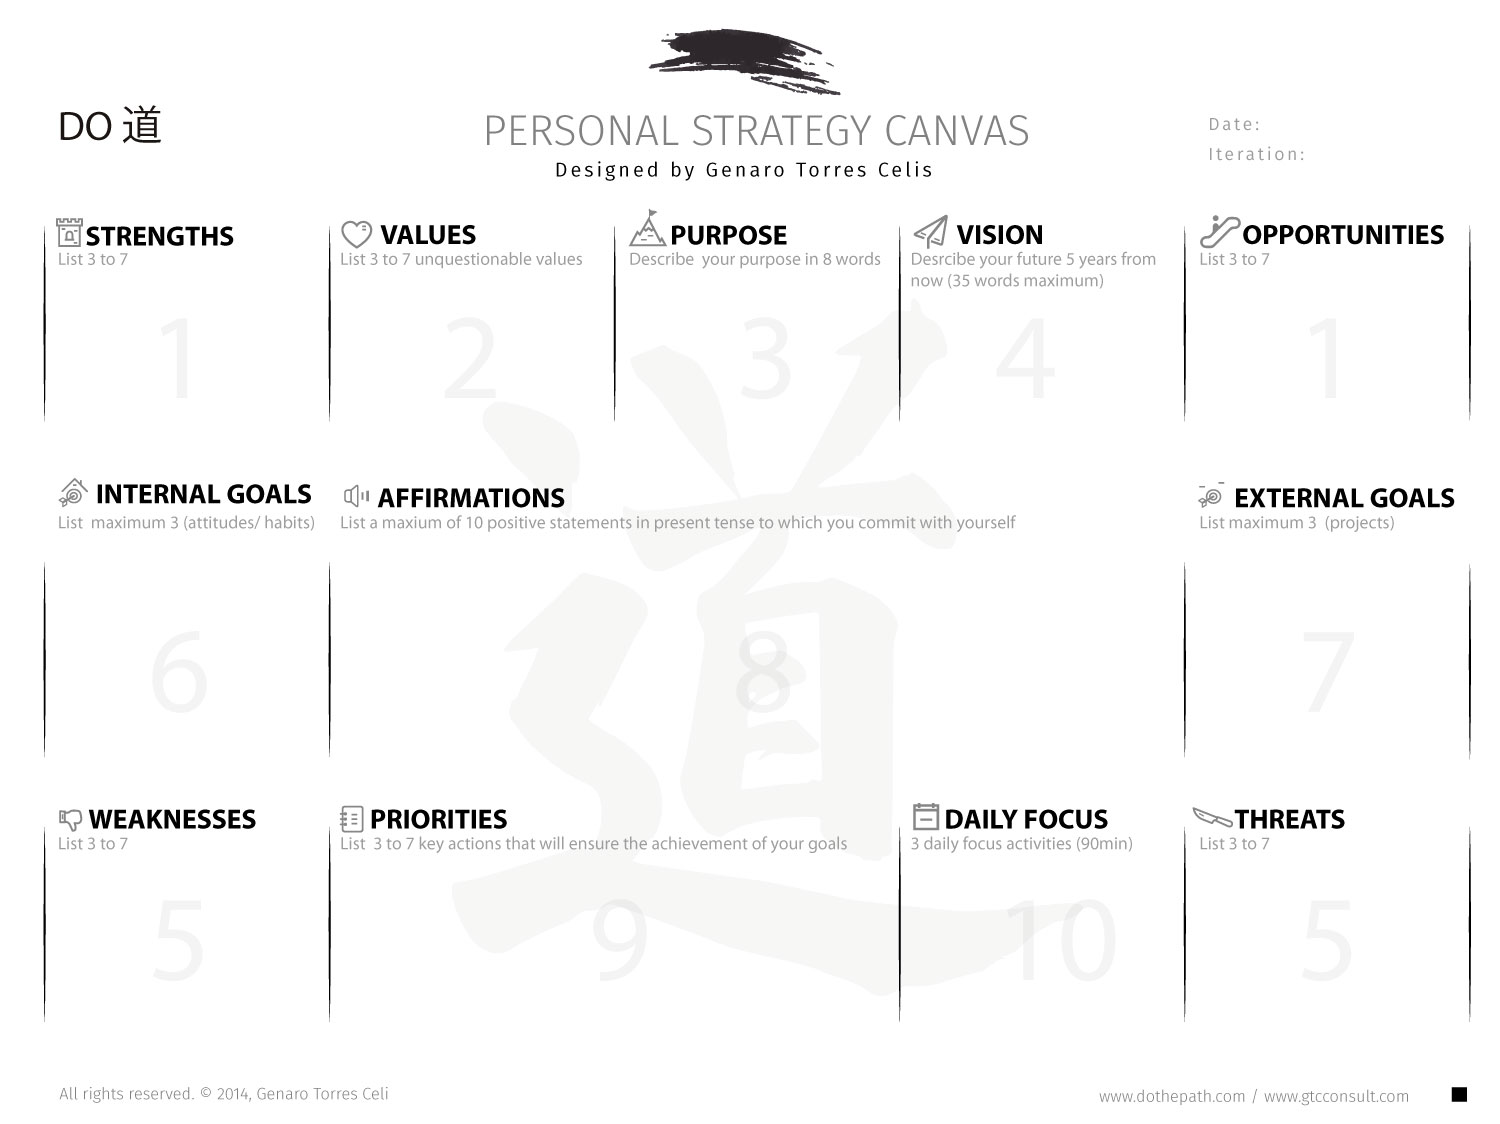 DO 道
PERSONAL STRATEGY CANVAS
Designed by Genaro Torres Celis
Date:
Iteration:
STRENGTHS
List 3 to 7
1
VALUES
List 3 to 7 unquestionable values
2
PURPOSE
Describe  your purpose in 8 words
3
VISION
Desrcibe your future 5 years from
now (35 words maximum)
4
OPPORTUNITIES
List 3 to 7
1
INTERNAL GOALS
List  maximum 3 (attitudes/ habits)
6
AFFIRMATIONS
List a maxium of 10 positive statements in present tense to which you commit with yourself
8
EXTERNAL GOALS
List maximum 3  (projects)
7
WEAKNESSES
List 3 to 7
5
PRIORITIES
List  3 to 7 key actions that will ensure the achievement of your goals
9
DAILY FOCUS
3 daily focus activities (90min)
10
THREATS
List 3 to 7
5
道
All rights reserved. © 2014, Genaro Torres Celi
www.dothepath.com / www.gtcconsult.com